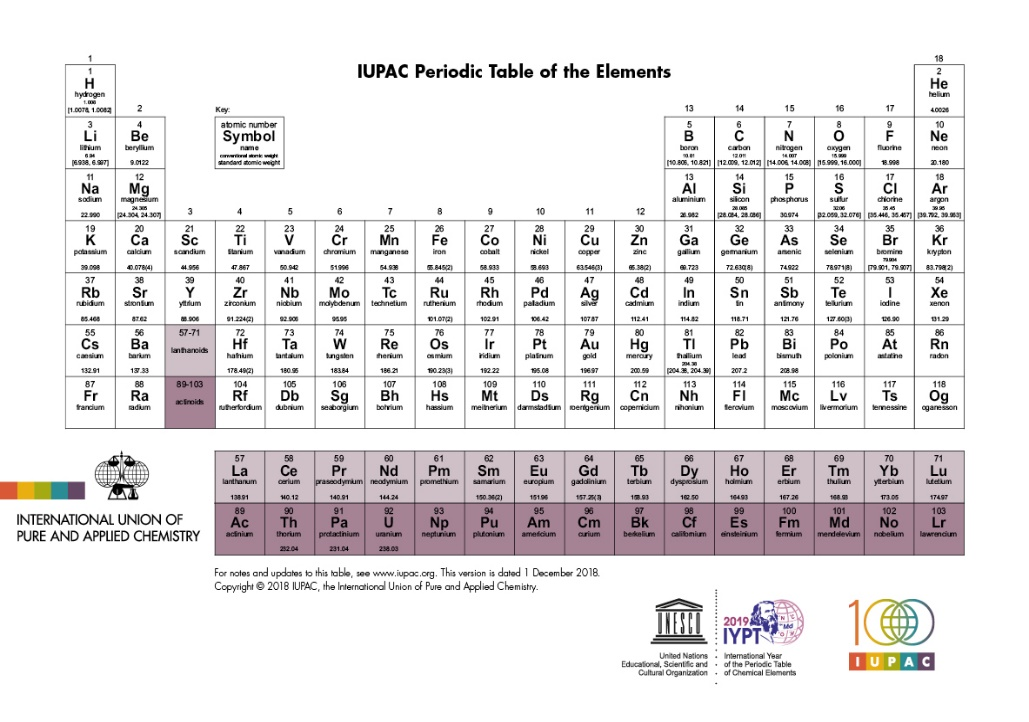 IUPAC Periodic Table of the Elements
1
18
1
H
hydrogen
1.008
[1.0078, 1.0082]
2
13
14
15
16
17
2
He
helium
4.0026
Key:
atomic number
Symbol
name
conventional atomic weight
standard atomic weight
3
Li
lithium
6.94
[6.938, 6.997]
4
Be
beryllium
9.0122
5
B
boron
10.81
[10.806, 10.821]
6
C
carbon
12.011
[12.009, 12.012]
7
N
nitrogen
14.007
[14.006, 14.008]
8
O
oxygen
15.999
[15.999, 16.000]
9
F
fluorine
18.998
10
Ne
neon
20.180
11
Na
sodium
22.990
12
Mg
magnesium
24.305
[24.304, 24.307]
3
4
5
6
7
8
9
10
11
12
13
Al
aluminium
26.982
14
Si
silicon
28.085
[28.084, 28.086]
15
P
phosphorus
30.974
16
S
sulfur
32.06
[32.059, 32.076]
17
Cl
chlorine
35.45
[35.446, 35.457]
18
Ar
argon
39.95
[39.792, 39.963]
19
K
potassium
39.098
20
Ca
calcium
40.078(4)
21
Sc
scandium
44.956
22
Ti
titanium
47.867
23
V
vanadium
50.942
24
Cr
chromium
51.996
25
Mn
manganese
54.938
26
Fe
iron
55.845(2)
27
Co
cobalt
58.933
28
Ni
nickel
58.693
29
Cu
copper
63.546(3)
30
Zn
zinc
65.38(2)
31
Ga
gallium
69.723
32
Ge
germanium
72.630(8)
33
As
arsenic
74.922
34
Se
selenium
78.971(8)
35
Br
bromine
79.904
[79.901, 79.907]
36
Kr
krypton
83.798(2)
37
Rb
rubidium
85.468
38
Sr
strontium
87.62
39
Y
yttrium
88.906
40
Zr
zirconium
91.224(2)
41
Nb
niobium
92.906
42
Mo
molybdenum
95.95
43
Tc
technetium
44
Ru
ruthenium
101.07(2)
45
Rh
rhodium
102.91
46
Pd
palladium
106.42
47
Ag
silver
107.87
48
Cd
cadmium
112.41
49
In
indium
114.82
50
Sn
tin
118.71
51
Sb
antimony
121.76
52
Te
tellurium
127.60(3)
53
I
iodine
126.90
54
Xe
xenon
131.29
55
Cs
caesium
132.91
56
Ba
barium
137.33
57-71
lanthanoids
72
Hf
hafnium
178.49(2)
73
Ta
tantalum
180.95
74
W
tungsten
183.84
75
Re
rhenium
186.21
76
Os
osmium
190.23(3)
77
Ir
iridium
192.22
78
Pt
platinum
195.08
79
Au
gold
196.97
80
Hg
mercury
200.59
81
Tl
thallium
204.38
[204.38, 204.39]
82
Pb
lead
207.2
83
Bi
bismuth
208.98
84
Po
polonium
85
At
astatine
86
Rn
radon
87
Fr
francium
88
Ra
radium
89-103
actinoids
104
Rf
rutherfordium
105
Db
dubnium
106
Sg
seaborgium
107
Bh
bohrium
108
Hs
hassium
109
Mt
meitnerium
110
Ds
darmstadtium
111
Rg
roentgenium
112
Cn
copernicium
113
Nh
nihonium
114
Fl
flerovium
115
Mc
moscovium
116
Lv
livermorium
117
Ts
tennessine
118
Og
oganesson
57
La
lanthanum
138.91
58
Ce
cerium
140.12
59
Pr
praseodymium
140.91
60
Nd
neodymium
144.24
61
Pm
promethium
62
Sm
samarium
150.36(2)
63
Eu
europium
151.96
64
Gd
gadolinium
157.25(3)
65
Tb
terbium
158.93
66
Dy
dysprosium
162.50
67
Ho
holmium
164.93
68
Er
erbium
167.26
69
Tm
thulium
168.93
70
Yb
ytterbium
173.05
71
Lu
lutetium
174.97
89
Ac
actinium
90
Th
thorium
232.04
91
Pa
protactinium
231.04
92
U
uranium
238.03
93
Np
neptunium
94
Pu
plutonium
95
Am
americium
96
Cm
curium
97
Bk
berkelium
98
Cf
californium
99
Es
einsteinium
100
Fm
fermium
101
Md
mendelevium
102
No
nobelium
103
Lr
lawrencium
INTERNATIONAL UNION OF
PURE AND APPLIED CHEMISTRY
For notes and updates to this table, see www.iupac.org. This version is dated 1 December 2018.
Copyright © 2018 IUPAC, the International Union of Pure and Applied Chemistry.
UNESCO
United Nations
Educational, Scientific and
Cultural Organization
2019
IYPT
Md
International Year
of the Periodic Table
of Chemical Elements
100
IUPAC